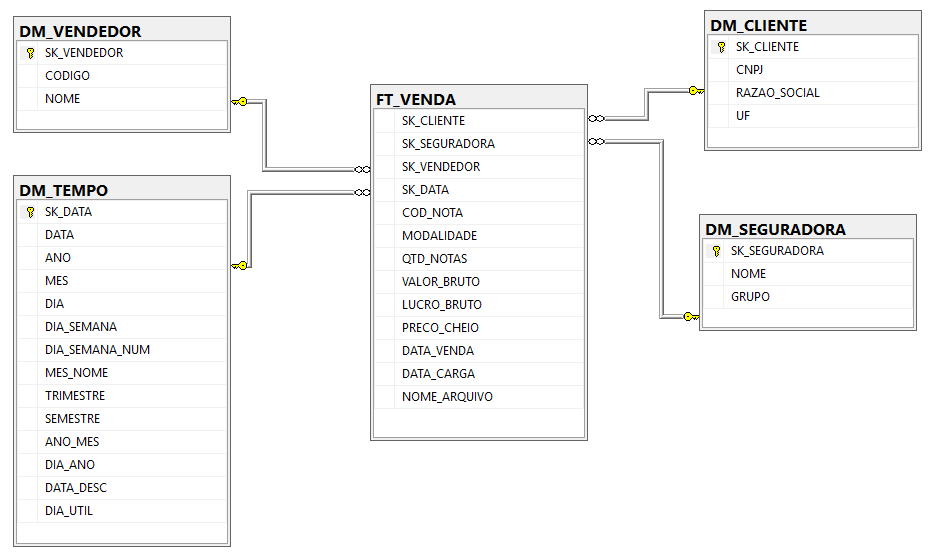 DM_VENDEDOR
SK_VENDEDOR
CODIGO
NOME
DM_TEMPO
SK_DATA
DATA
ANO
MES
DIA
DIA_SEMANA
DIA_SEMANA_NUM
MES_NOME
TRIMESTRE
SEMESTRE
ANO_MES
DIA_ANO
DATA_DESC
DIA_UTIL
FT_VENDA
SK_CLIENTE
SK_SEGURADORA
SK_VENDEDOR
SK_DATA
COD_NOTA
MODALIDADE
QTD_NOTAS
VALOR_BRUTO
LUCRO_BRUTO
PRECO_CHEIO
DATA_VENDA
DATA_CARGA
NOME_ARQUIVO
DM_CLIENTE
SK_CLIENTE
CNPJ
RAZAO_SOCIAL
UF
DM_SEGURADORA
SK_SEGURADORA
NOME
GRUPO